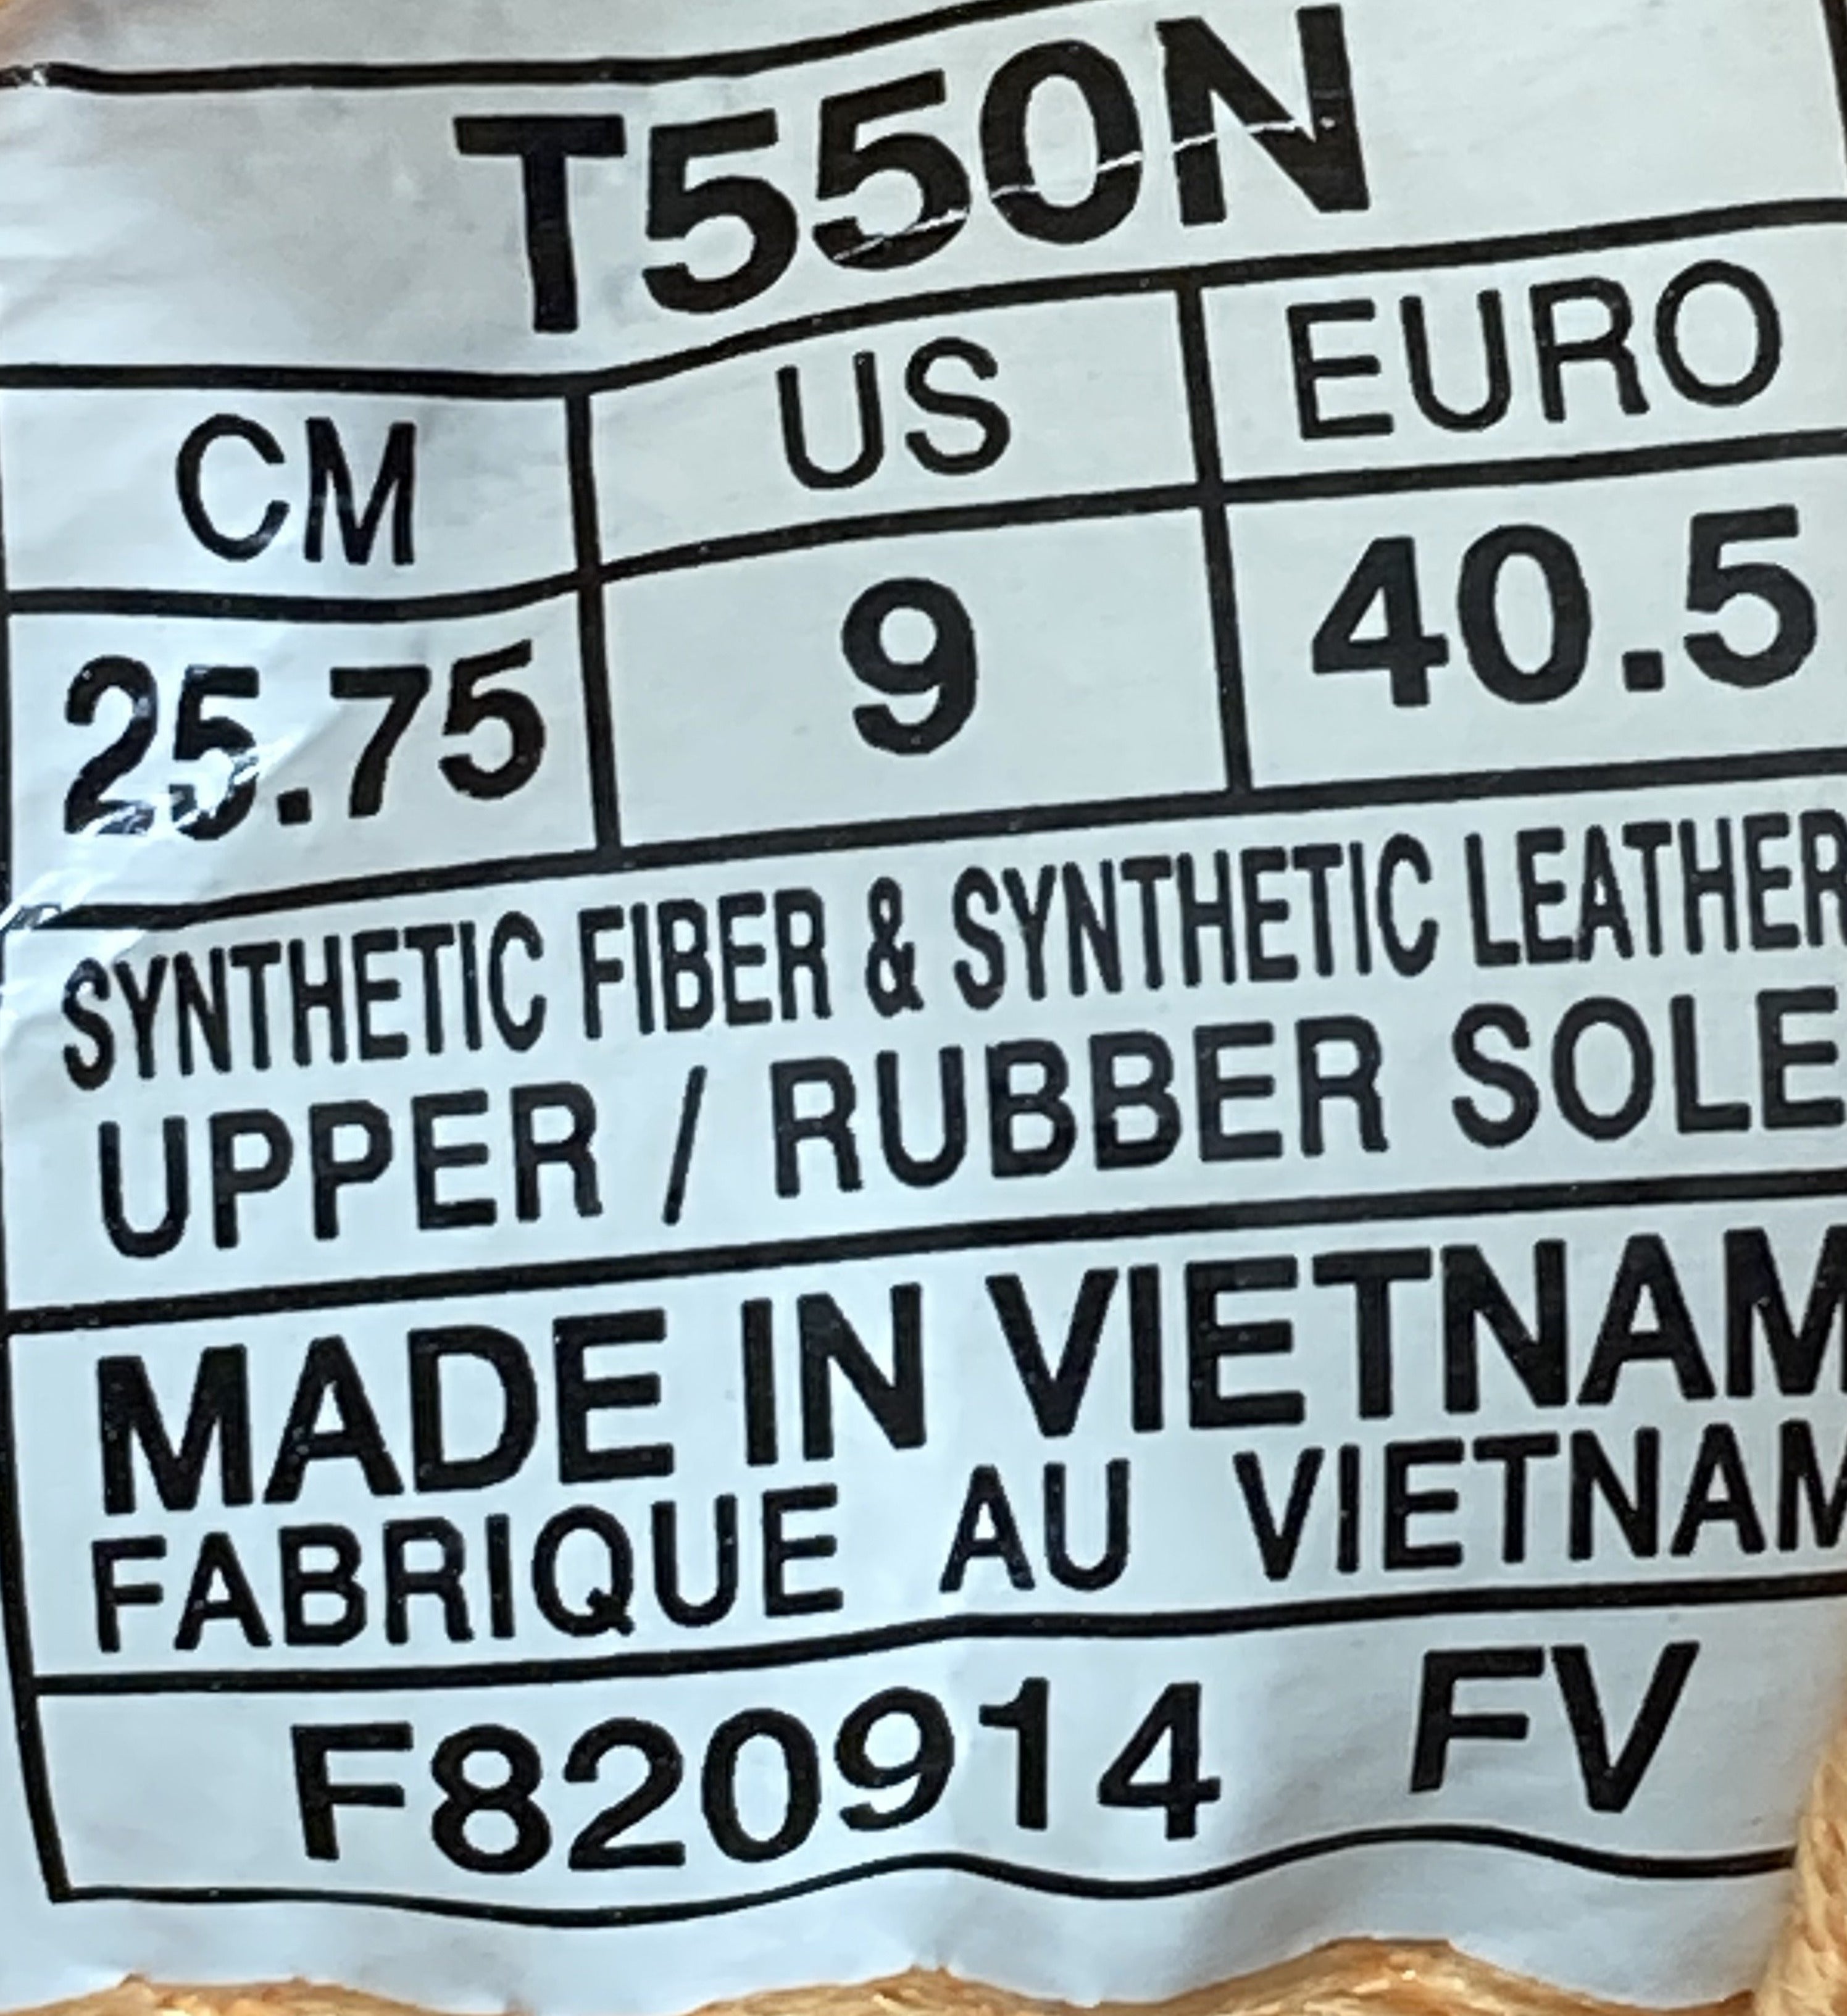 T550N
CM US EURO
25.75 9 40.5
SYNTHETIC FIBER & SYNTHETIC LEATHER
UPPER / RUBBER SOLE
MADE IN VIETNAM
FABRIQUE AU VIETNAM
F820914 FV